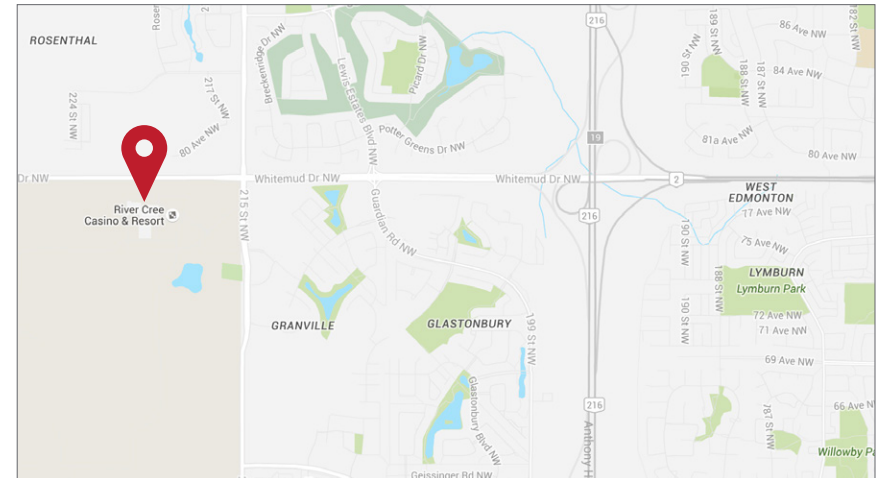 ROSENTHAL
Breckenridge Dr NW
Lewis Estates Blvd NW
Picard Dr NW
216
190 St NW
189 St NW
188 St NW
187 St NW
86 Ave NW
182 St NW
84 Ave NW
224 St NW
217 St NW
80 Ave NW
Potter Greens Dr NW
19
81a Ave NW
80 Ave NW
Dr NW
Whitemud Dr NW
Whitemud Dr NW
2
WEST
EDMONTON
River Cree
Casino & Resort
215 St NW
Guardian Rd NW
216
77 Ave NW
190 St NW
75 Ave NW
188 St NW
LYMBURN
Lymburn Park
190 St NW
72 Ave NW
71 Ave NW
GRANVILLE
GLASTONBURY
199 St NW
69 Ave NW
Glastonbury Blvd NW
216
Anthony H
66 Ave N
Willowby Pa
Geissinger Rd NW